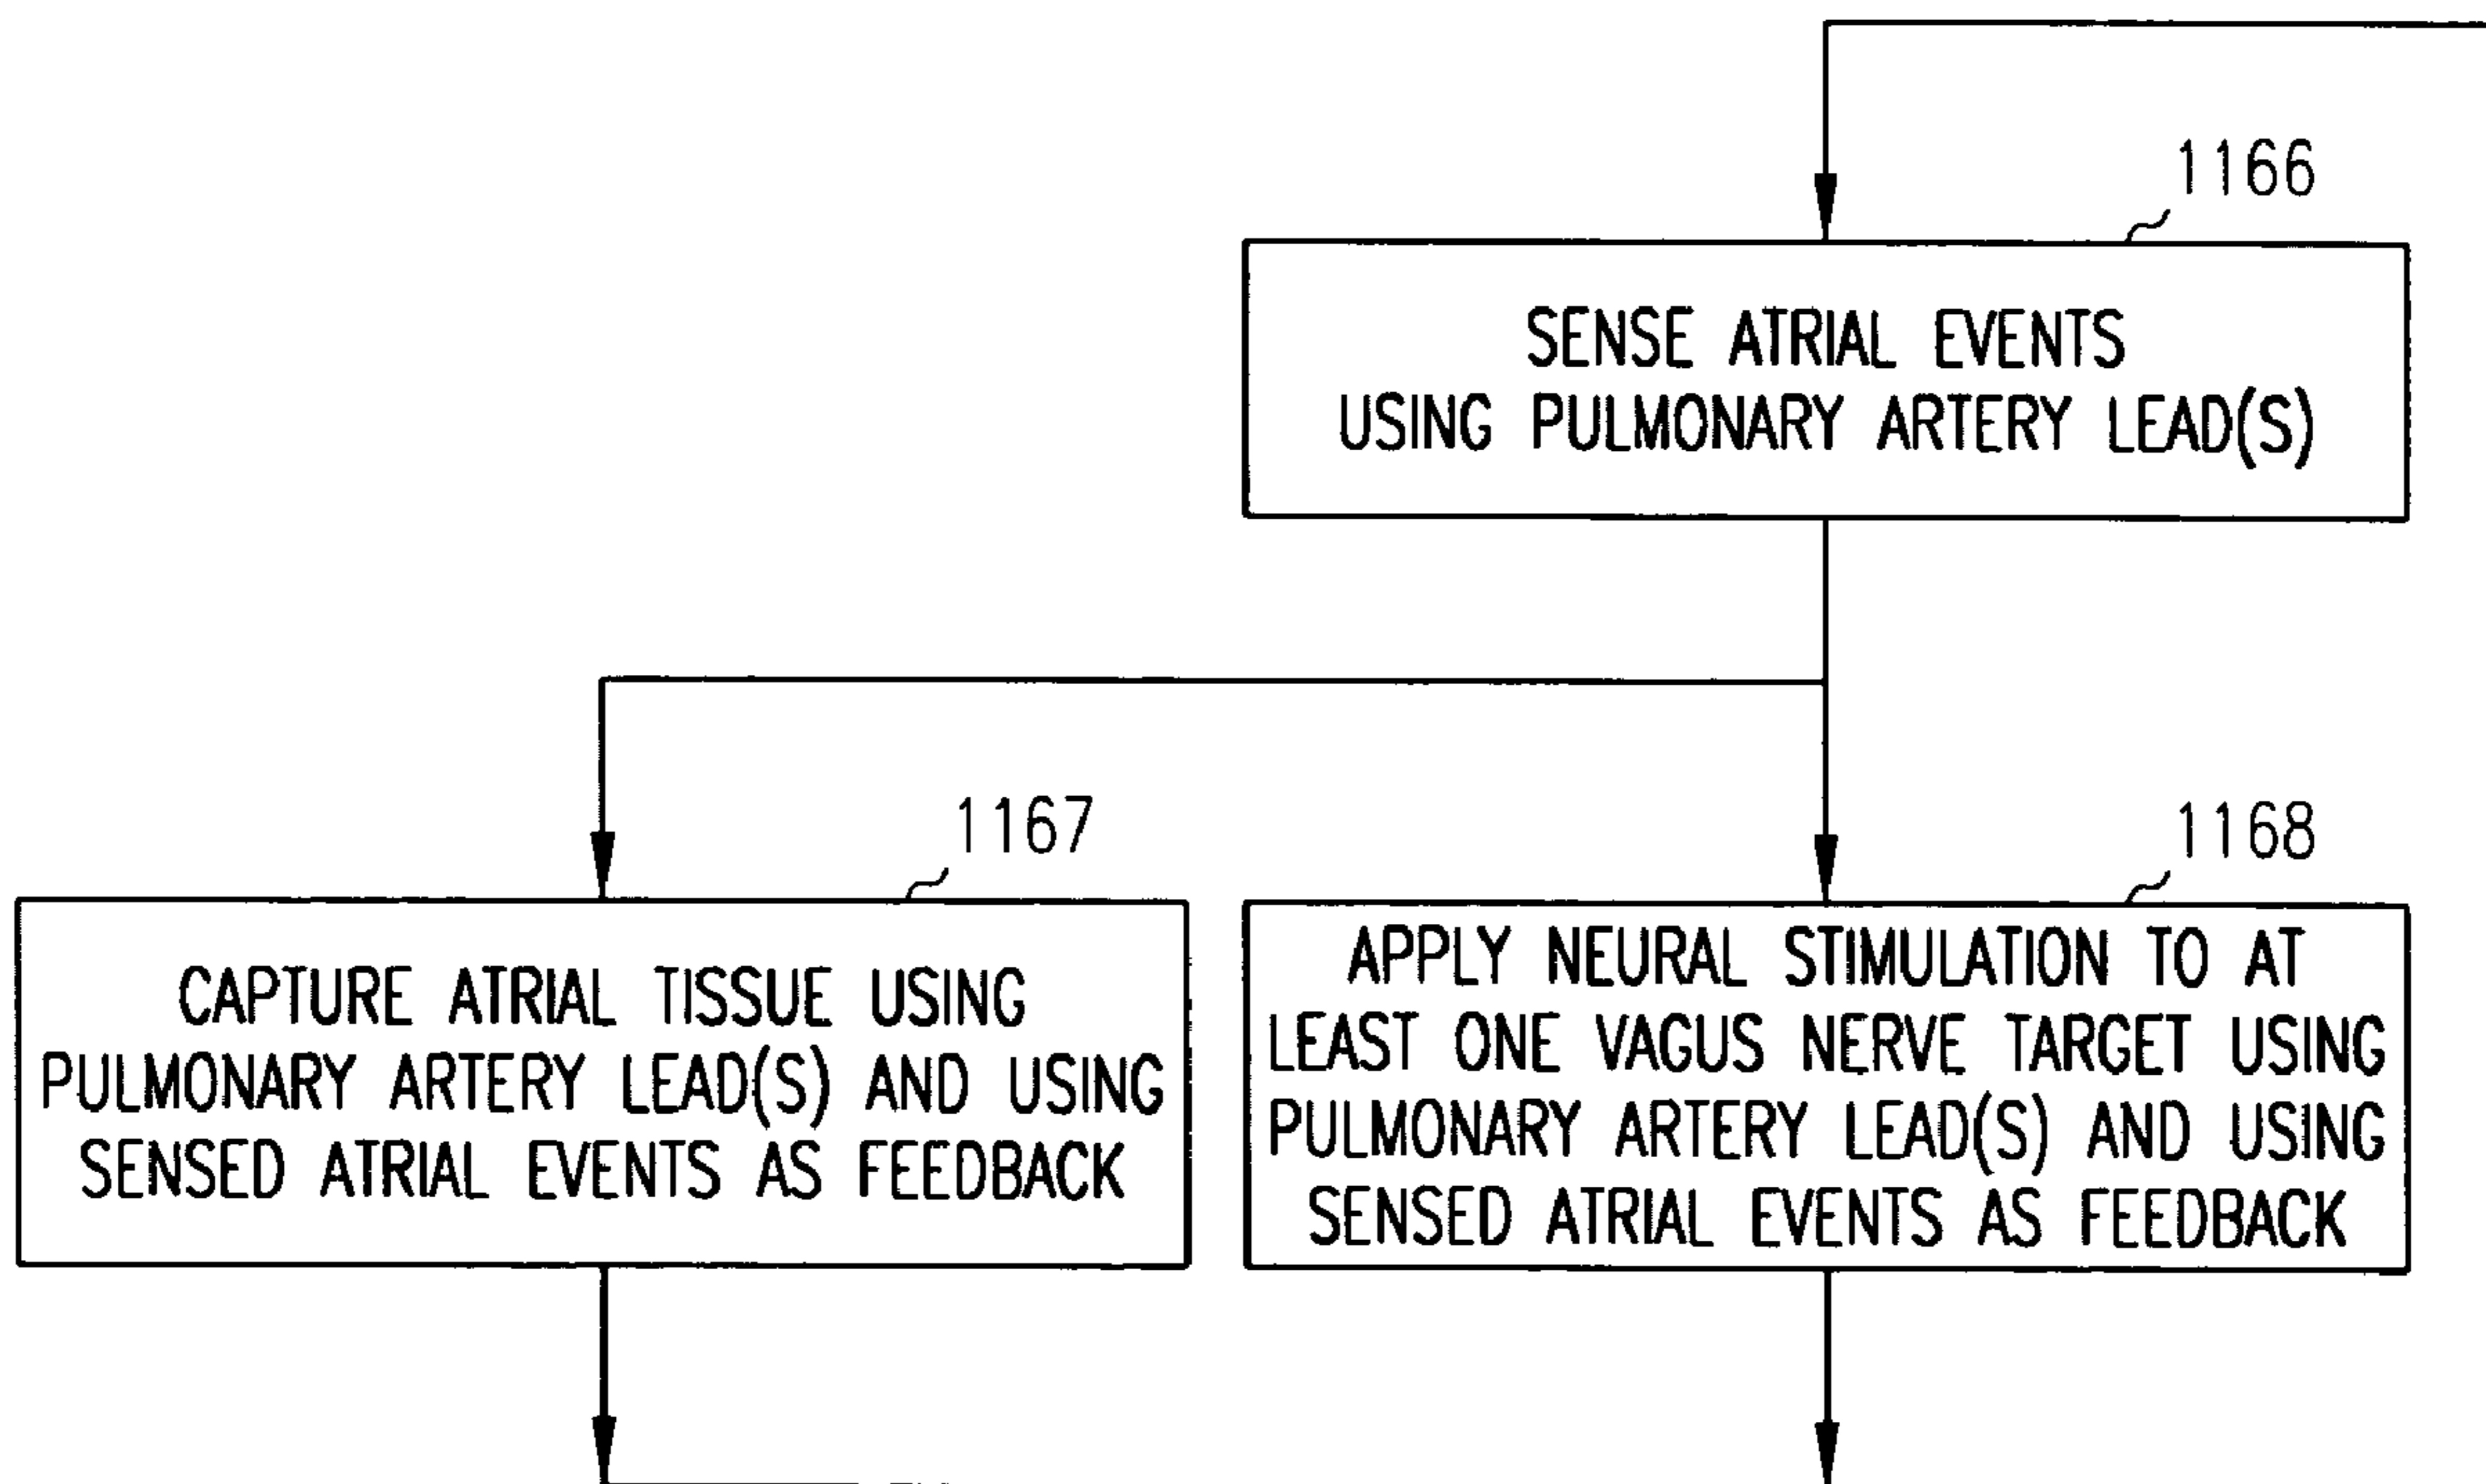 1166
SENSE ATRIAL EVENTS
USING PULMONARY ARTERY LEAD(S)
1167
CAPTURE ATRIAL TISSUE USING
PULMONARY ARTERY LEAD(S) AND USING
SENSED ATRIAL EVENTS AS FEEDBACK
1168
APPLY NEURAL STIMULATION TO AT
LEAST ONE VAGUS NERVE TARGET USING
PULMONARY ARTERY LEAD(S) AND USING
SENSED ATRIAL EVENTS AS FEEDBACK